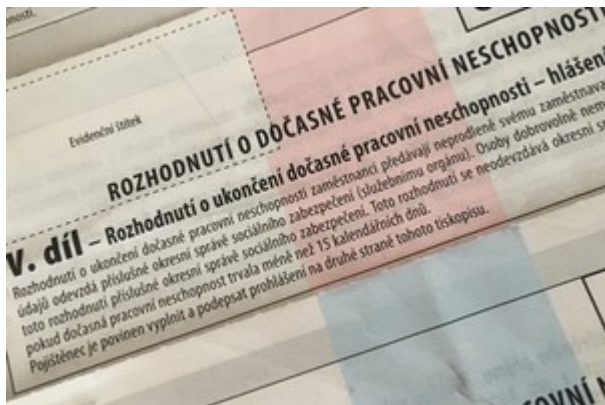 nosti.
Evidenční štítek
ROZHODNUTÍ O DOČASNÉ PRACOVNÍ NESCHOPNOSTI
V. díl – Rozhodnutí o ukončení dočasné pracovní neschopnosti – hlášení
Rozhodnutí o ukončení dočasné pracovní neschopnosti zaměstnanci předávají neprodleně svému zaměstnava
údajů odevzdá příslušné okresní správě sociálního zabezpečení (služebnímu orgánu). Osoby dobrovolně nem
toto rozhodnutí příslušné okresní správě sociálního zabezpečení. Toto rozhodnutí se neodevzdává okresní s
pokud dočasná pracovní neschopnost trvala méně než 15 kalendářních dnů.
Pojištěnec je povinen vyplnit a podepsat prohlášení na druhé straně tohoto tiskopisu.
COVNÍ N